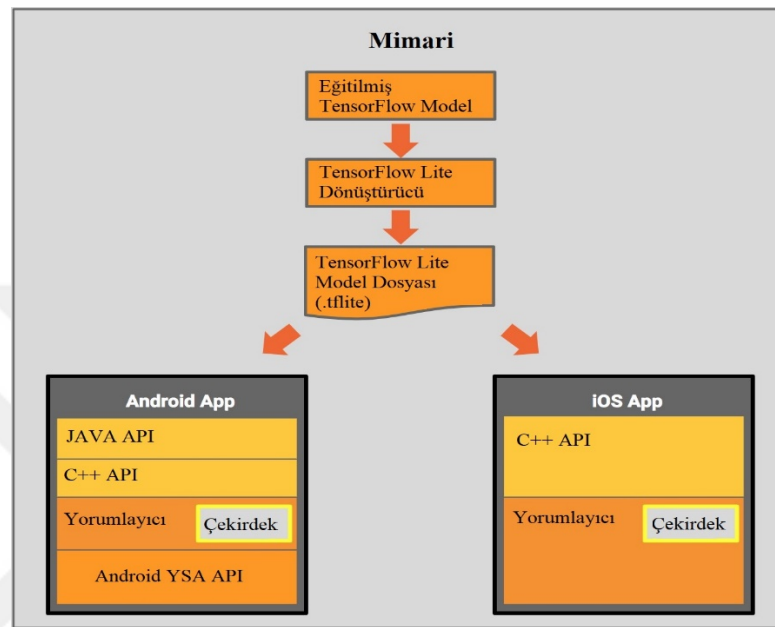 Mimari
Eğitilmiş
TensorFlow Model
TensorFlow Lite
Dönüştürücü
TensorFlow Lite
Model Dosyası
(.tflite)
Android App
JAVA API
C++ API
Yorumlayıcı
Çekirdek
Android YSA API
iOS App
C++ API
Yorumlayıcı
Çekirdek